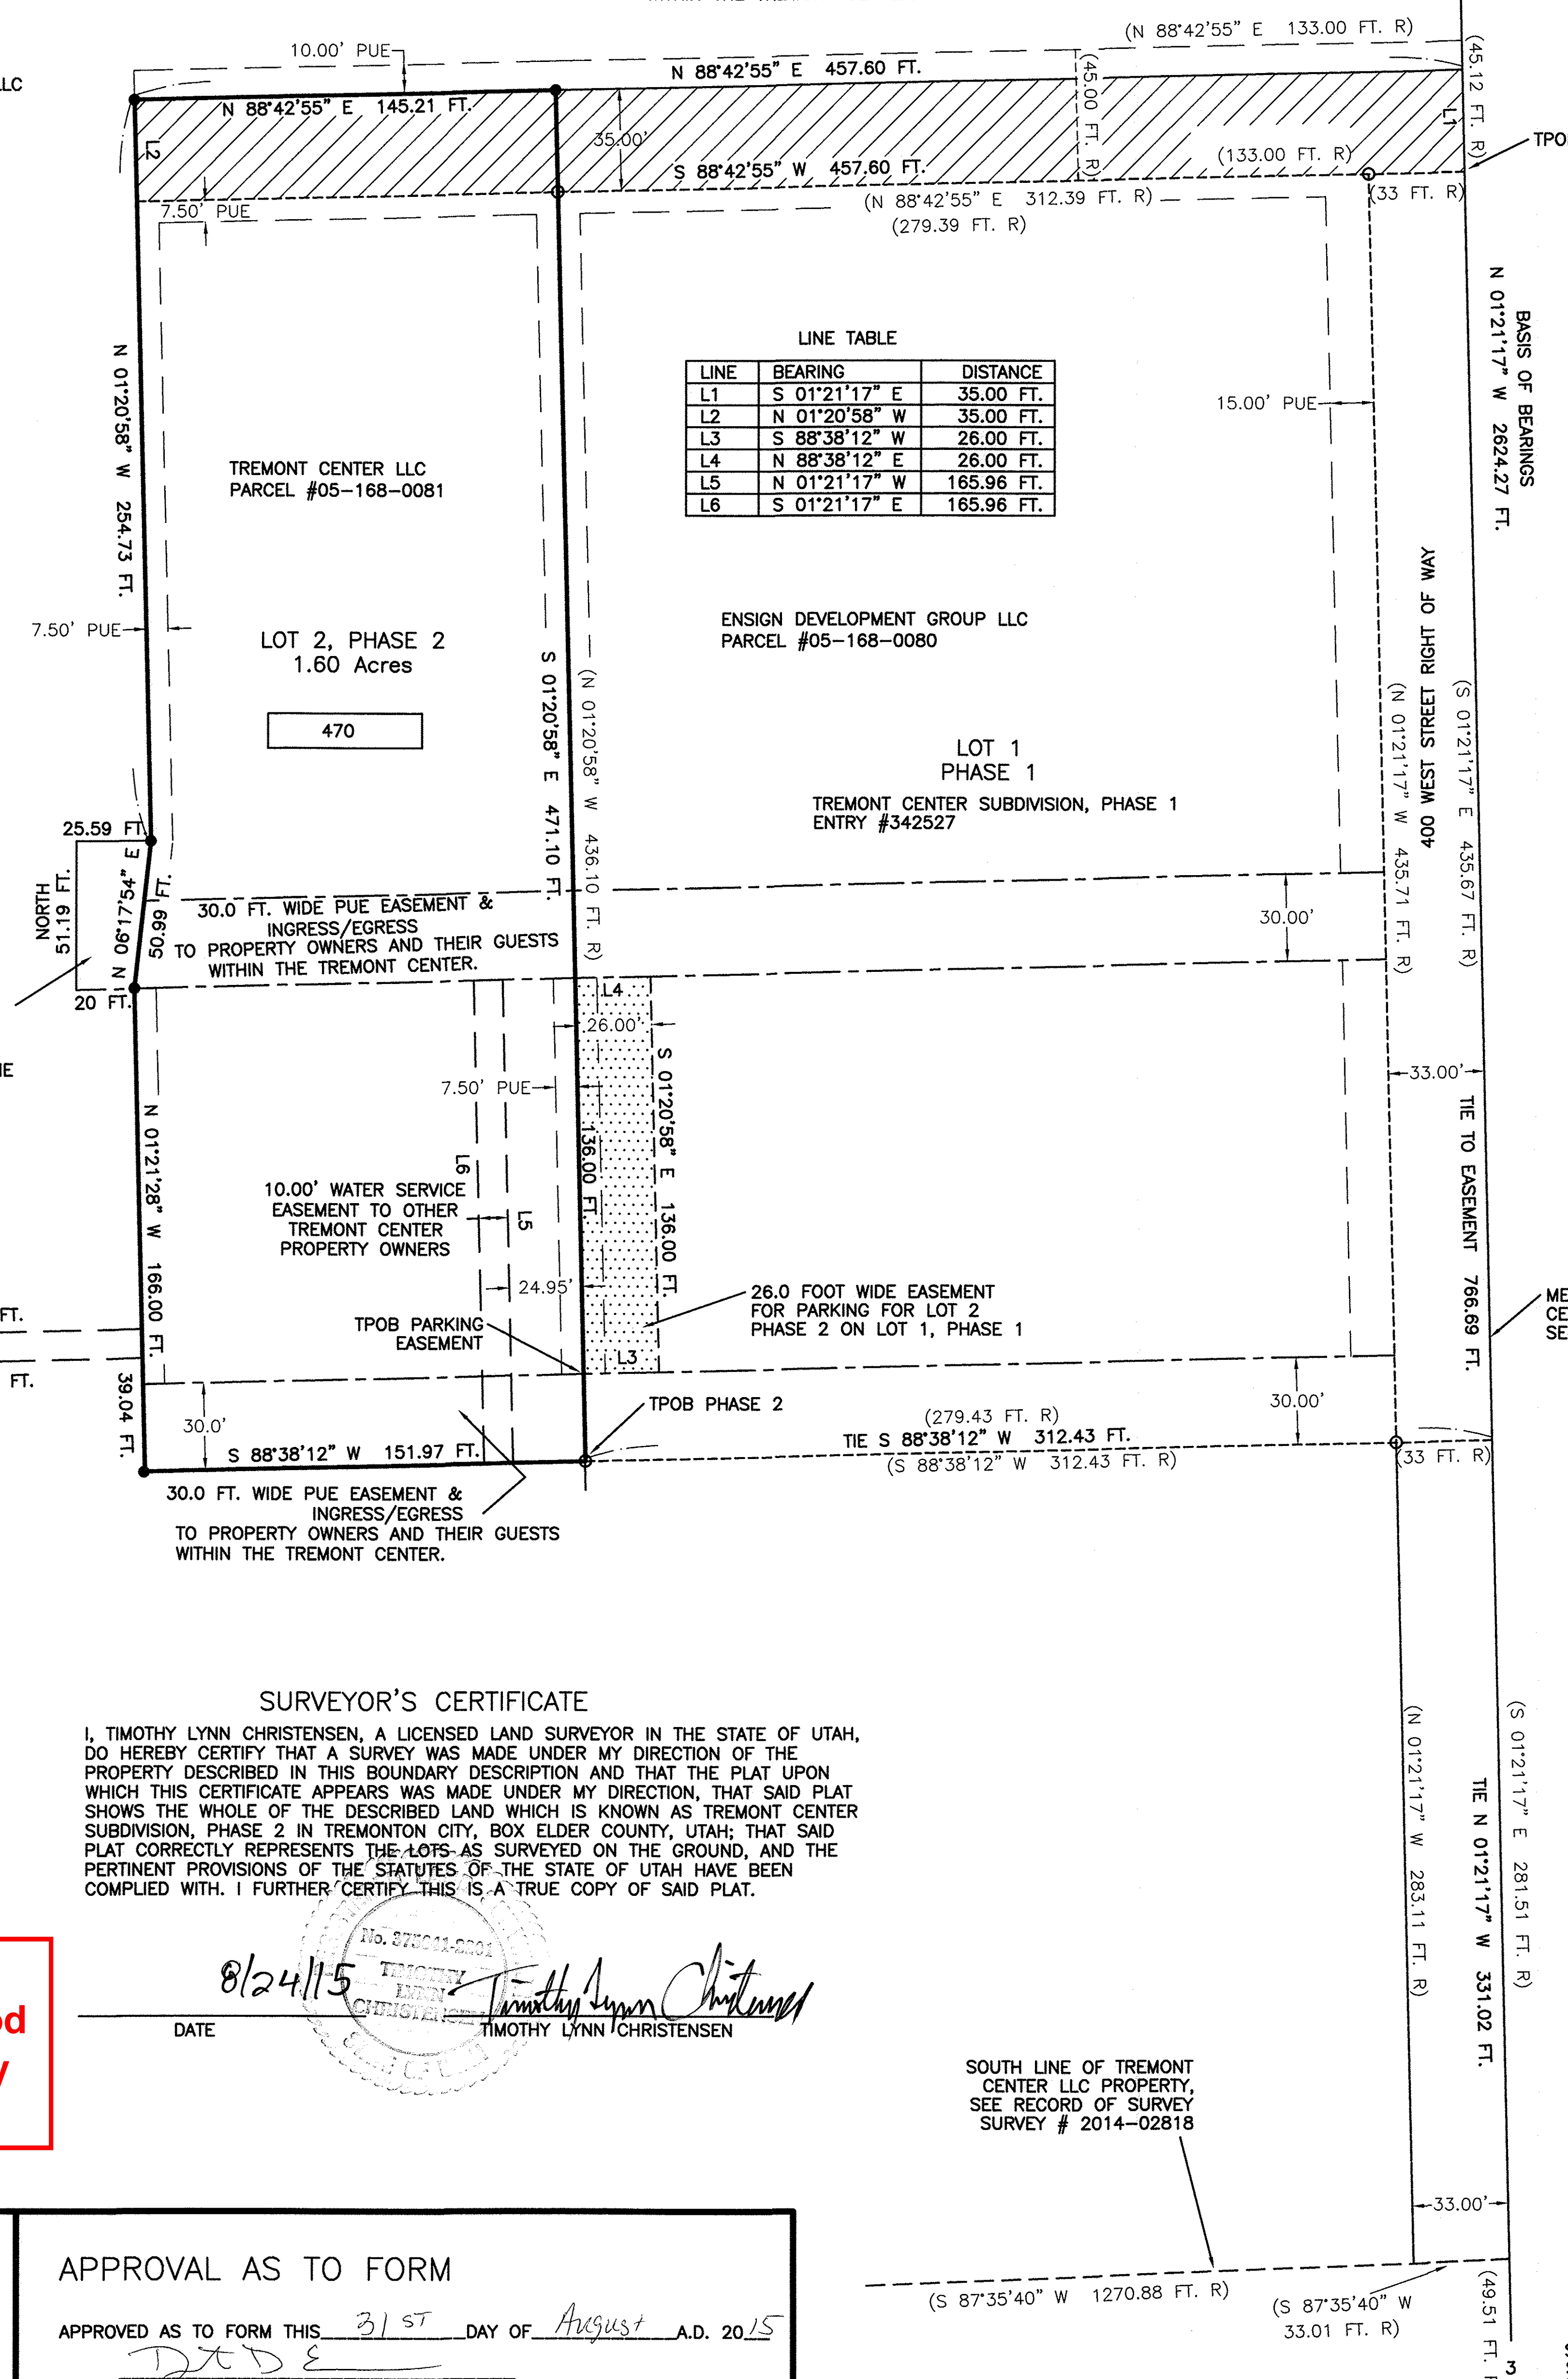 (N 88°42'55" E 133.00 FT. R)
10.00' PUE
LLC
N 88°42'55" E 457.60 FT.
(45.12 FT. R)
(45.00 FT. R)
N 88°42'55" E 145.21 FT.
L1
L2
35.00'
TPO
(133.00 FT. R)
S 88°42'55" W 457.60 FT.
(33 FT. R)
(N 88°42'55" E 312.39 FT. R)
7.50' PUE
(279.39 FT. R)
BASIS OF BEARINGS
N 01°21'17" W 2624.27 FT.
LINE TABLE
LINE BEARING DISTANCE
L1 S 01°21'17" E 35.00 FT.
L2 N 01°20'58" W 35.00 FT.
L3 S 88°38'12" W 26.00 FT.
L4 N 88°38'12" E 26.00 FT.
L5 N 01°21'17" W 165.96 FT.
L6 S 01°21'17" E 165.96 FT.
N 01°20'58" W 254.73 FT.
15.00' PUE
TREMONT CENTER LLC
PARCEL #05-168-0081
400 WEST STREET RIGHT OF WAY
7.50' PUE
LOT 2, PHASE 2
1.60 Acres
470
ENSIGN DEVELOPMENT GROUP LLC
PARCEL #05-168-0080
S 01°20'58" E 471.10 FT.
(N 01°20'58" W 436.10 FT. R)
(N 01°21'17" W 435.71 FT. R)
(S 01°21'17" E 435.67 FT. R)
LOT 1
PHASE 1
TREMONT CENTER SUBDIVISION, PHASE 1
ENTRY #342527
25.59 FT.
NORTH
51.19 FT.
N 06°17'54" E
50.99 FT.
20 FT.
30.0 FT. WIDE PUE EASEMENT &
INGRESS/EGRESS
TO PROPERTY OWNERS AND THEIR GUESTS
WITHIN THE TREMONT CENTER.
30.00'
L4
26.00'
33.00'
7.50' PUE
136.00 FT.
S 01°20'58" E 136.00 FT.
TIE TO EASEMENT 766.69 FT.
N 01°21'28" W 166.00 FT.
L6
L5
10.00' WATER SERVICE
EASEMENT TO OTHER
TREMONT CENTER
PROPERTY OWNERS
24.95'
26.0 FOOT WIDE EASEMENT
FOR PARKING FOR LOT 2
PHASE 2 ON LOT 1, PHASE 1
ME
CE
SE
FT.
TPOB PARKING
EASEMENT
L3
FT.
39.04 FT.
30.0'
TPOB PHASE 2
30.00'
(279.43 FT. R)
TIE S 88°38'12" W 312.43 FT.
(S 88°38'12" W 312.43 FT. R)
(33 FT. R)
S 88°38'12" W 151.97 FT.
30.0 FT. WIDE PUE EASEMENT &
INGRESS/EGRESS
TO PROPERTY OWNERS AND THEIR GUESTS
WITHIN THE TREMONT CENTER.
SURVEYOR'S CERTIFICATE
I, TIMOTHY LYNN CHRISTENSEN, A LICENSED LAND SURVEYOR IN THE STATE OF UTAH,
DO HEREBY CERTIFY THAT A SURVEY WAS MADE UNDER MY DIRECTION OF THE
PROPERTY DESCRIBED IN THIS BOUNDARY DESCRIPTION AND THAT THE PLAT UPON
WHICH THIS CERTIFICATE APPEARS WAS MADE UNDER MY DIRECTION, THAT SAID PLAT
SHOWS THE WHOLE OF THE DESCRIBED LAND WHICH IS KNOWN AS TREMONT CENTER
SUBDIVISION, PHASE 2 IN TREMONTON CITY, BOX ELDER COUNTY, UTAH; THAT SAID
PLAT CORRECTLY REPRESENTS THE LOTS AS SURVEYED ON THE GROUND, AND THE
PERTINENT PROVISIONS OF THE STATUTES OF THE STATE OF UTAH HAVE BEEN
COMPLIED WITH. I FURTHER CERTIFY THIS IS A TRUE COPY OF SAID PLAT.
(N 01°21'17" W 283.11 FT. R)
TIE N 01°21'17" W 331.02 FT.
(S 01°21'17" E 281.51 FT. R)
TIMOTHY
LYNN
CHRISTENSEN
8/24/15
Timothy Lynn Christensen
DATE
TIMOTHY LYNN CHRISTENSEN
SOUTH LINE OF TREMONT
CENTER LLC PROPERTY,
SEE RECORD OF SURVEY
SURVEY # 2014-02818
33.00'
(S 87°35'40" W 1270.88 FT. R)
(S 87°35'40" W
33.01 FT. R)
(49.51 FT.
3
APPROVAL AS TO FORM
APPROVED AS TO FORM THIS 31ST DAY OF August A.D. 2015